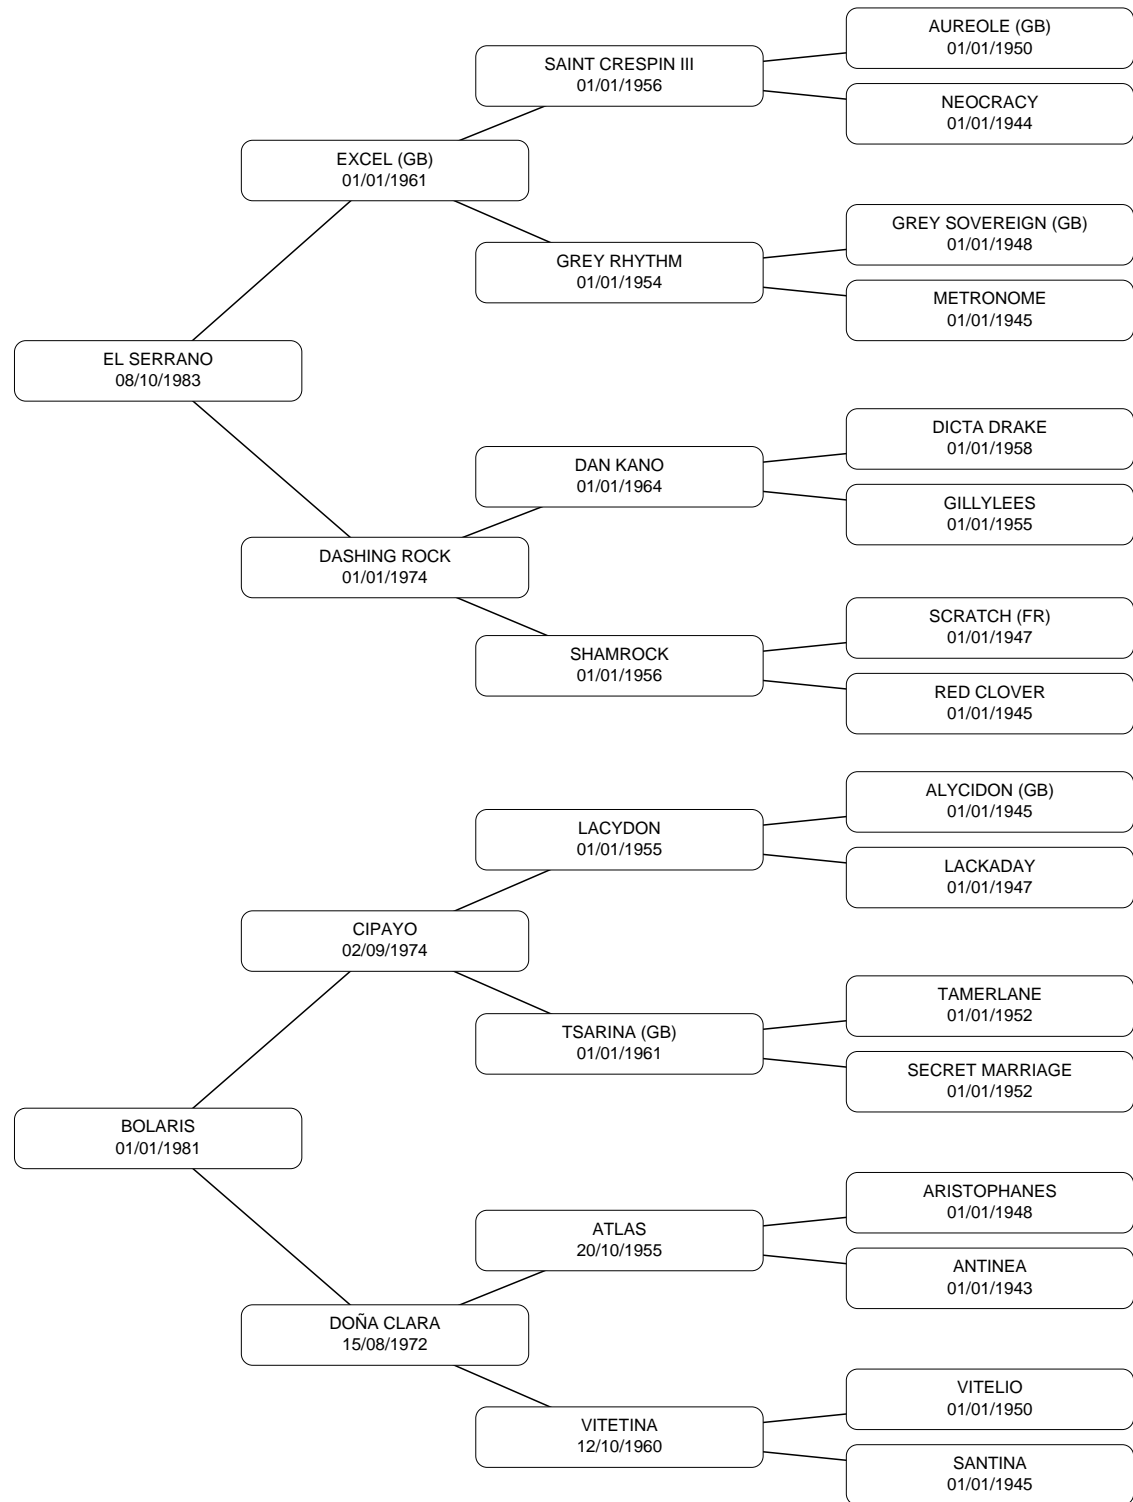 AUREOLE (GB)
01/01/1950
SAINT CRESPIN III
01/01/1956
NEOCRACY
01/01/1944
EXCEL (GB)
01/01/1961
GREY SOVEREIGN (GB)
01/01/1948
GREY RHYTHM
01/01/1954
METRONOME
01/01/1945
EL SERRANO
08/10/1983
DICTA DRAKE
01/01/1958
DAN KANO
01/01/1964
GILLYLEES
01/01/1955
DASHING ROCK
01/01/1974
SCRATCH (FR)
01/01/1947
SHAMROCK
01/01/1956
RED CLOVER
01/01/1945
ALYCIDON (GB)
01/01/1945
LACYDON
01/01/1955
LACKADAY
01/01/1947
CIPAYO
02/09/1974
TAMERLANE
01/01/1952
TSARINA (GB)
01/01/1961
SECRET MARRIAGE
01/01/1952
BOLARIS
01/01/1981
ARISTOPHANES
01/01/1948
ATLAS
20/10/1955
ANTINEA
01/01/1943
DOÑA CLARA
15/08/1972
VITELIO
01/01/1950
VITETINA
12/10/1960
SANTINA
01/01/1945